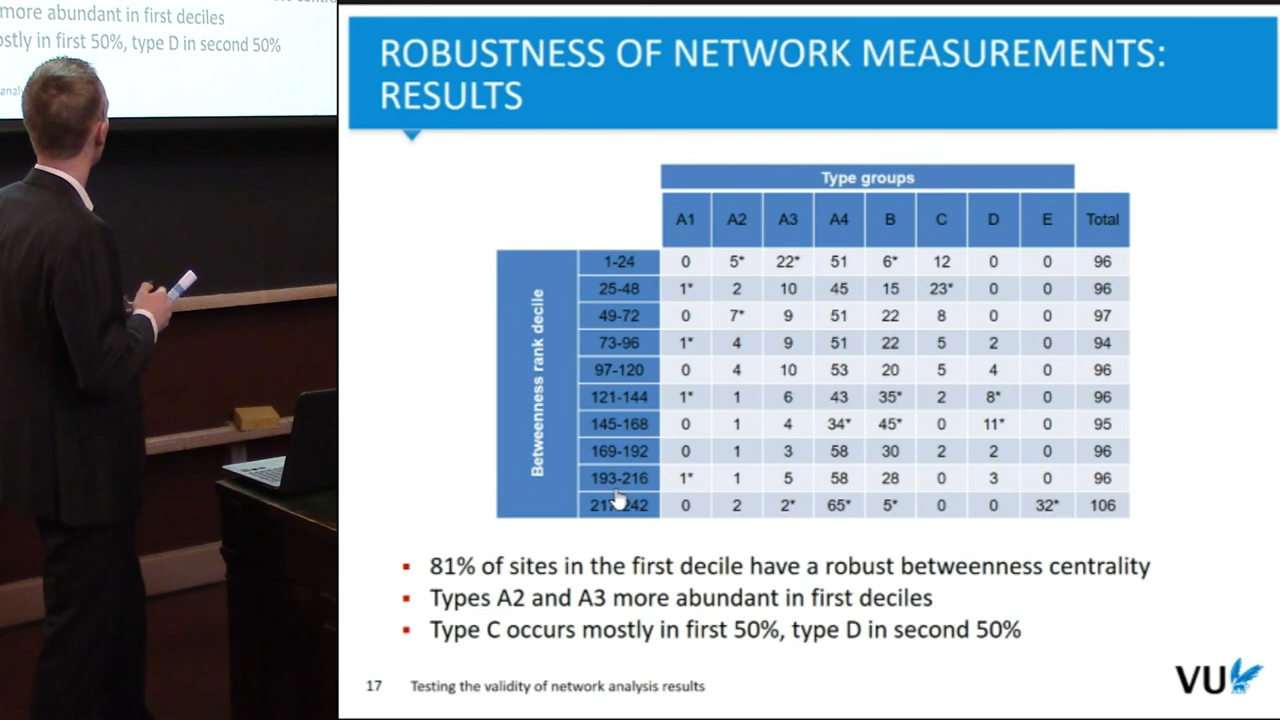 more abundant in first deciles
ostly in first 50%, type D in second 50%
analy
ROBUSTNESS OF NETWORK MEASUREMENTS:
RESULTS
Type groups
A1 A2 A3 A4 B C D E Total
Betweenness rank decile
1-24 0 5* 22* 51 6* 12 0 0 96
25-48 1* 2 10 45 15 23* 0 0 96
49-72 0 7* 9 51 22 8 0 0 97
73-96 1* 4 9 51 22 5 2 0 94
97-120 0 4 10 53 20 5 4 0 96
121-144 1* 1 6 43 35* 2 8* 0 96
145-168 0 1 4 34* 45* 0 11* 0 95
169-192 0 1 3 58 30 2 2 0 96
193-216 1* 1 5 58 28 0 3 0 96
217-242 0 2 2* 65* 5* 0 0 32* 106
▪ 81% of sites in the first decile have a robust betweenness centrality
▪ Types A2 and A3 more abundant in first deciles
▪ Type C occurs mostly in first 50%, type D in second 50%
17 Testing the validity of network analysis results
VU